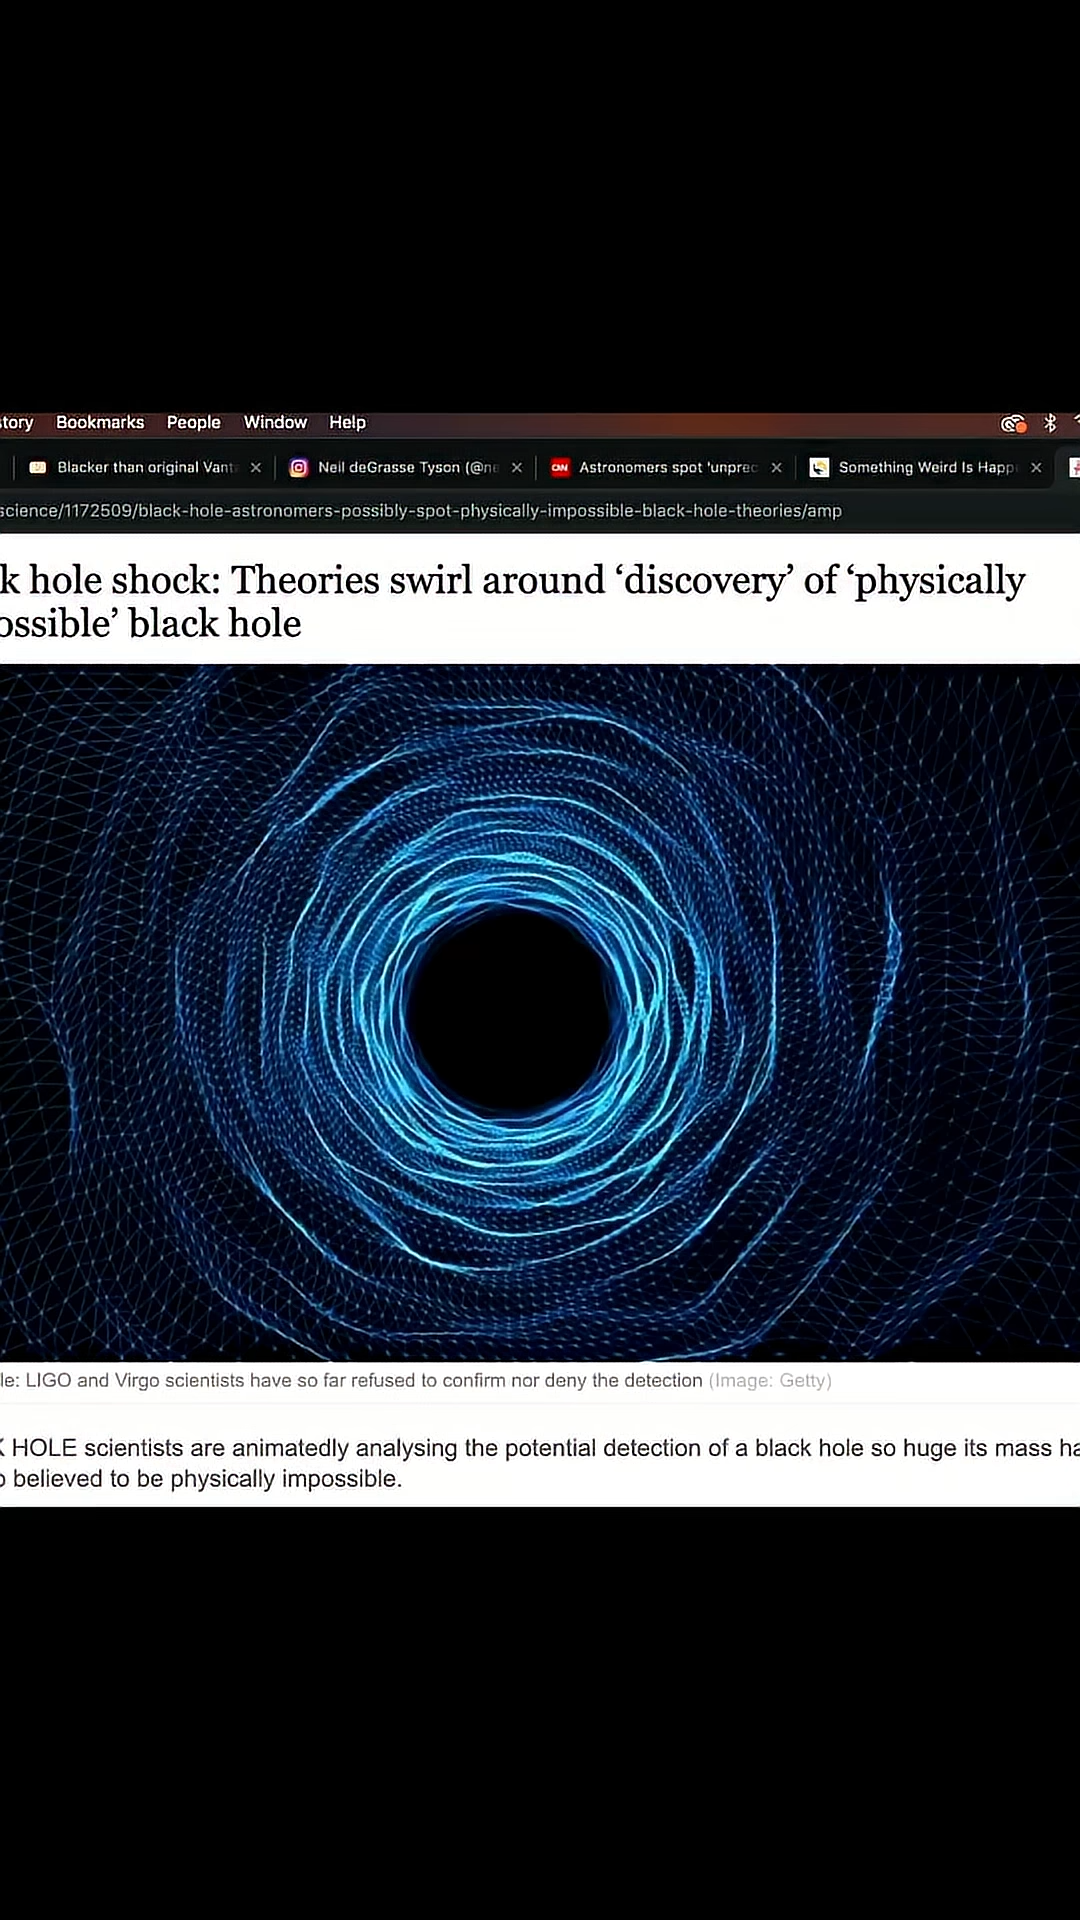 story Bookmarks People Window Help
Blacker than original Vant Neil deGrasse Tyson (@ne CNN Astronomers spot 'unprec Something Weird Is Happ
science/1172509/black-hole-astronomers-possibly-spot-physically-impossible-black-hole-theories/amp
k hole shock: Theories swirl around ‘discovery’ of ‘physically
ossible’ black hole
le: LIGO and Virgo scientists have so far refused to confirm nor deny the detection (Image: Getty)
K HOLE scientists are animatedly analysing the potential detection of a black hole so huge its mass ha
o believed to be physically impossible.